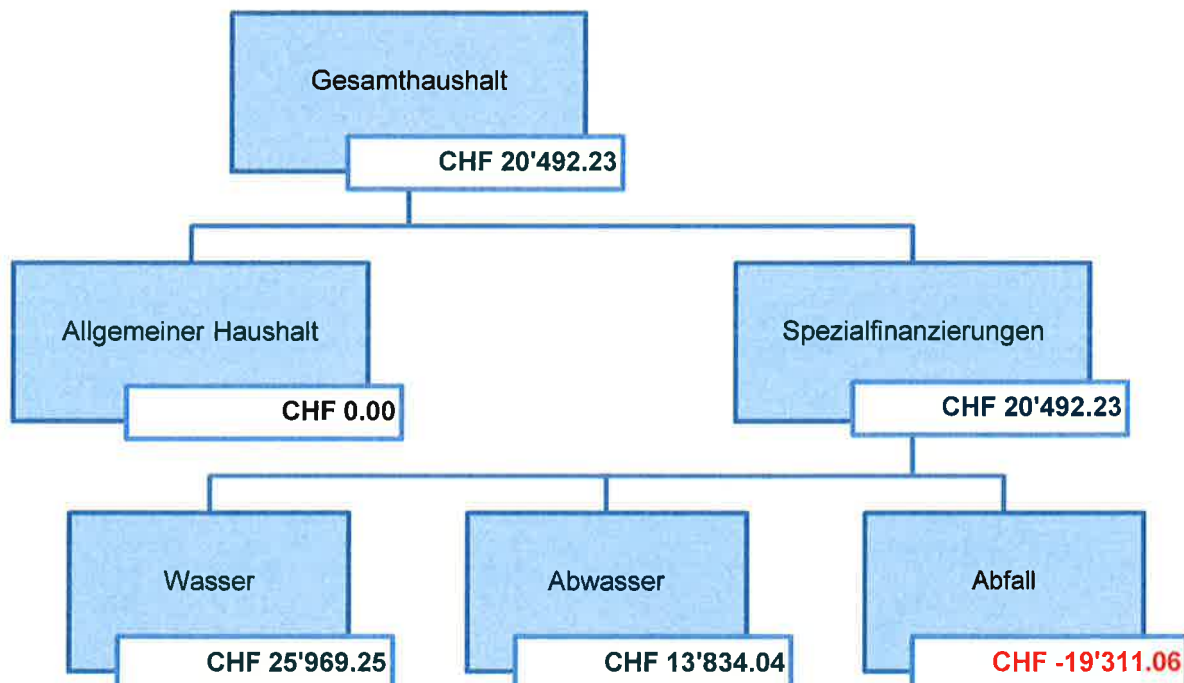 Gesamthaushalt
CHF 20'492.23
Allgemeiner Haushalt
CHF 0.00
Spezialfinanzierungen
CHF 20'492.23
Wasser
CHF 25'969.25
Abwasser
CHF 13'834.04
Abfall
CHF -19'311.06